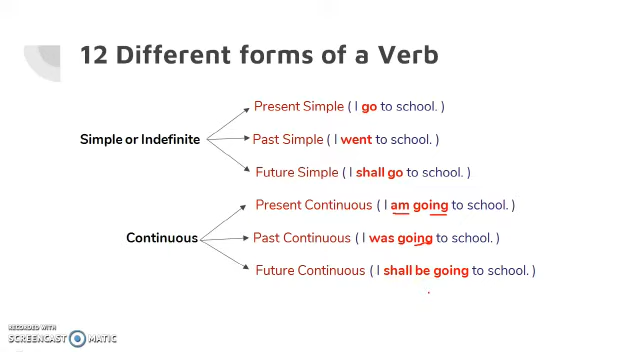 12 Different forms of a Verb
Present Simple ( I go to school. )
Simple or Indefinite
Past Simple ( I went to school. )
Future Simple ( I shall go to school. )
Present Continuous ( I am going to school. )
Continuous
Past Continuous ( I was going to school. )
Future Continuous ( I shall be going to school. )
RECORDED WITH
SCREENCAST MATIC